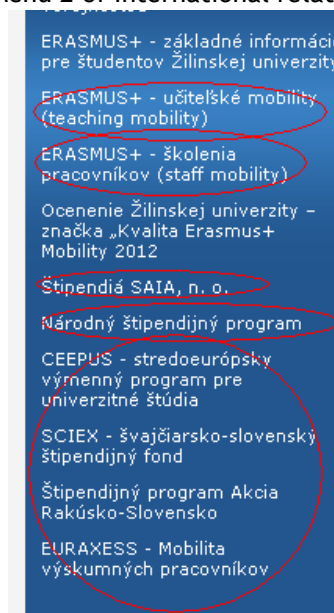 ERASMUS+ - základné informácie
pre študentov Žilinskej univerzity
ERASMUS+ - učiteľské mobility
(teaching mobility)
ERASMUS+ - školenia
pracovníkov (staff mobility)
Ocenenie Žilinskej univerzity –
značka „Kvalita Erasmus+
Mobility 2012
Štipendiá SAIA, n. o.
Národný štipendijný program
CEEPUS - stredoeurópsky
výmenný program pre
univerzitné štúdia
SCIEX - švajčiarsko-slovenský
štipendijný fond
Štipendijný program Akcia
Rakúsko-Slovensko
EURAXESS - Mobilita
výskumných pracovníkov